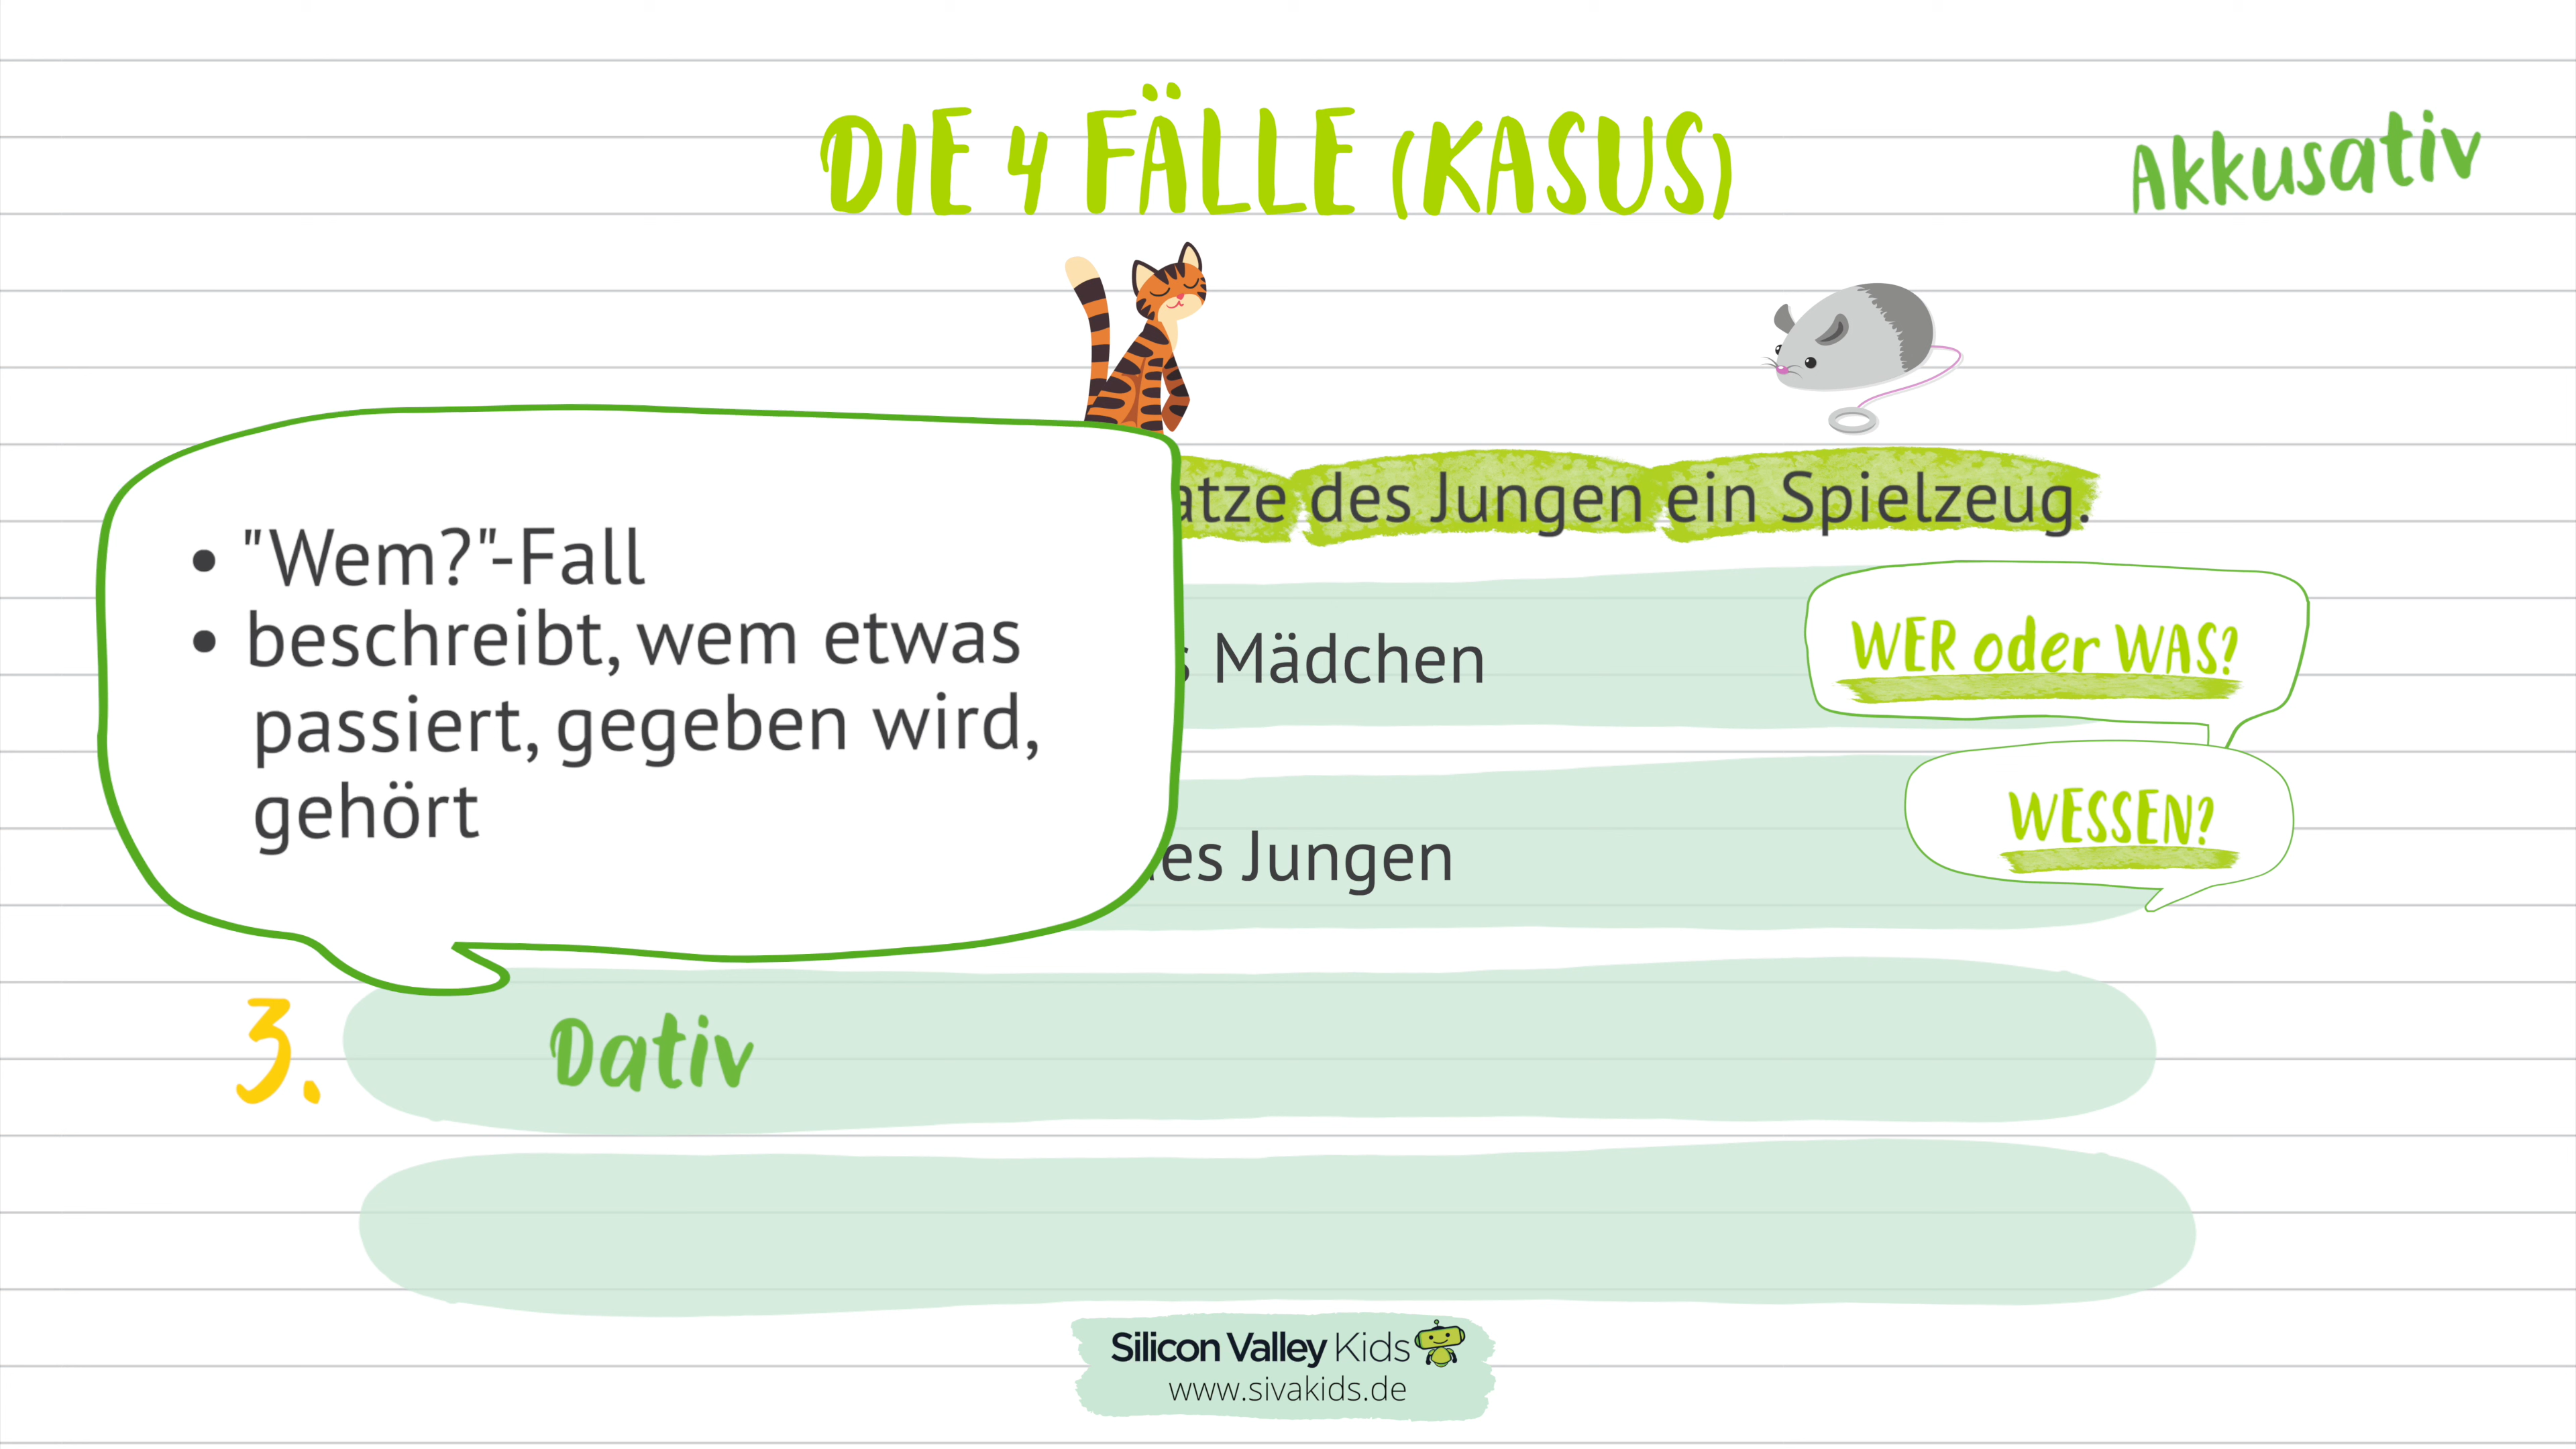 DIE 4 FÄLLE (KASUS)
Akkusativ
atze des Jungen ein Spielzeug.
• "Wem?"-Fall
• beschreibt, wem etwas
passiert, gegeben wird,
gehört
s Mädchen
WER oder WAS?
es Jungen
WESSEN?
3. Dativ
Silicon Valley Kids
www.sivakids.de